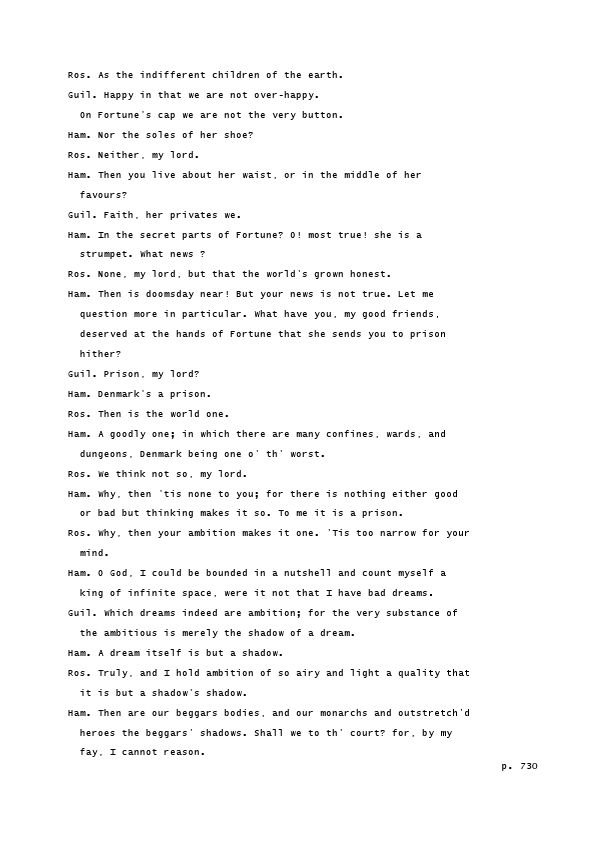 Ros. As the indifferent children of the earth.
Guil. Happy in that we are not over-happy.
On Fortune's cap we are not the very button.
Ham. Nor the soles of her shoe?
Ros. Neither, my lord.
Ham. Then you live about her waist, or in the middle of her
favours?
Guil. Faith, her privates we.
Ham. In the secret parts of Fortune? O! most true! she is a
strumpet. What news ?
Ros. None, my lord, but that the world's grown honest.
Ham. Then is doomsday near! But your news is not true. Let me
question more in particular. What have you, my good friends,
deserved at the hands of Fortune that she sends you to prison
hither?
Guil. Prison, my lord?
Ham. Denmark's a prison.
Ros. Then is the world one.
Ham. A goodly one; in which there are many confines, wards, and
dungeons, Denmark being one o' th' worst.
Ros. We think not so, my lord.
Ham. Why, then 'tis none to you; for there is nothing either good
or bad but thinking makes it so. To me it is a prison.
Ros. Why, then your ambition makes it one. 'Tis too narrow for your
mind.
Ham. O God, I could be bounded in a nutshell and count myself a
king of infinite space, were it not that I have bad dreams.
Guil. Which dreams indeed are ambition; for the very substance of
the ambitious is merely the shadow of a dream.
Ham. A dream itself is but a shadow.
Ros. Truly, and I hold ambition of so airy and light a quality that
it is but a shadow's shadow.
Ham. Then are our beggars bodies, and our monarchs and outstretch'd
heroes the beggars' shadows. Shall we to th' court? for, by my
fay, I cannot reason.
p. 730